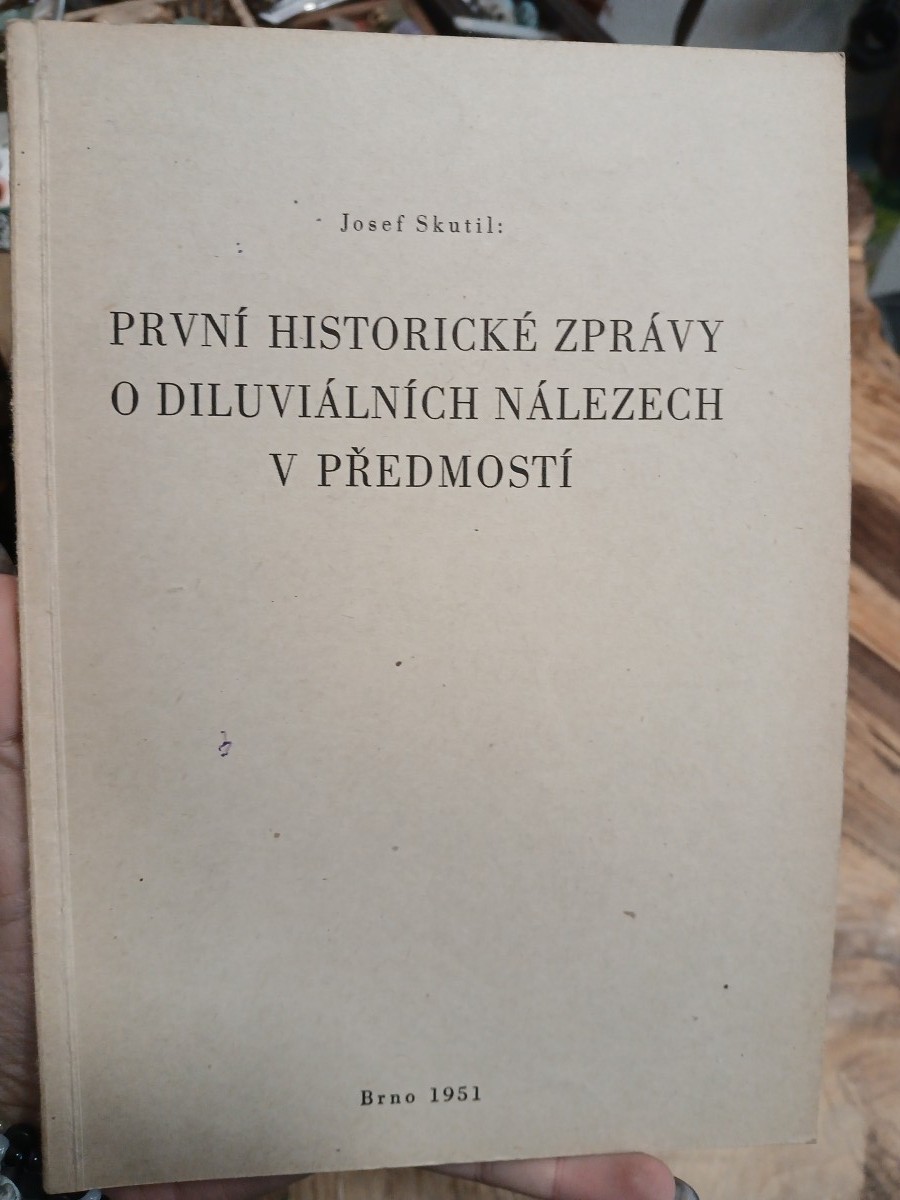 Josef Skutil:
PRVNÍ HISTORICKÉ ZPRÁVY
O DILUVIÁLNÍCH NÁLEZECH
V PŘEDMOSTÍ
Brno 1951